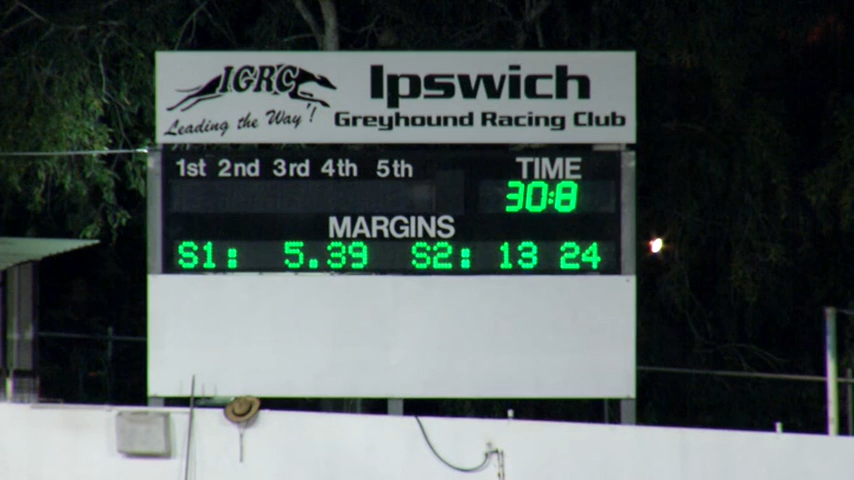 IGRC
Leading the Way!
Ipswich
Greyhound Racing Club
1st 2nd 3rd 4th 5th TIME
30:8
MARGINS
S1: 5.39 S2: 13 24